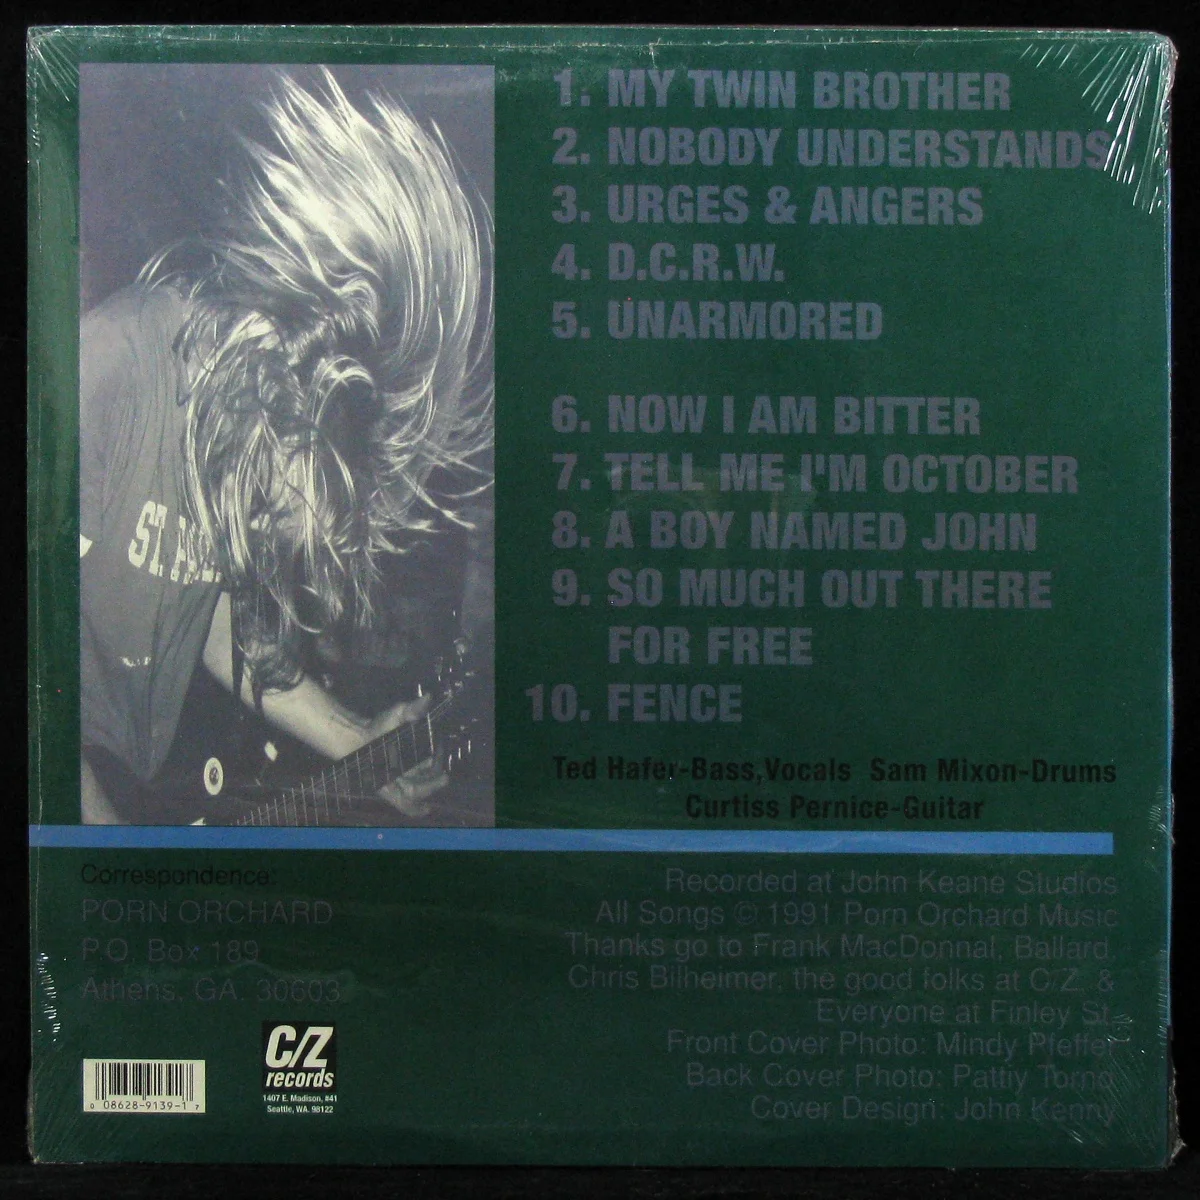 1. MY TWIN BROTHER
2. NOBODY UNDERSTANDS
3. URGES & ANGERS
4. D.C.R.W.
5. UNARMORED
6. NOW I AM BITTER
7. TELL ME I'M OCTOBER
8. A BOY NAMED JOHN
9. SO MUCH OUT THERE
FOR FREE
10. FENCE
ST.
Ted Hafer-Bass,Vocals Sam Mixon-Drums
Curtiss Pernice-Guitar
Correspondence:
PORN ORCHARD
P.O. Box 189
Athens, GA. 30603
Recorded at John Keane Studios
All Songs © 1991 Porn Orchard Music
Thanks go to Frank MacDonnal, Ballard,
Chris Bilheimer, the good folks at C/Z. &
Everyone at Finley St.
Front Cover Photo: Mindy Pfeffer
Back Cover Photo: Pattiy Torno
Cover Design: John Kenny
0 08628-9139-1 7
C/Z
records
1407 E. Madison, #41
Seattle, WA. 98122